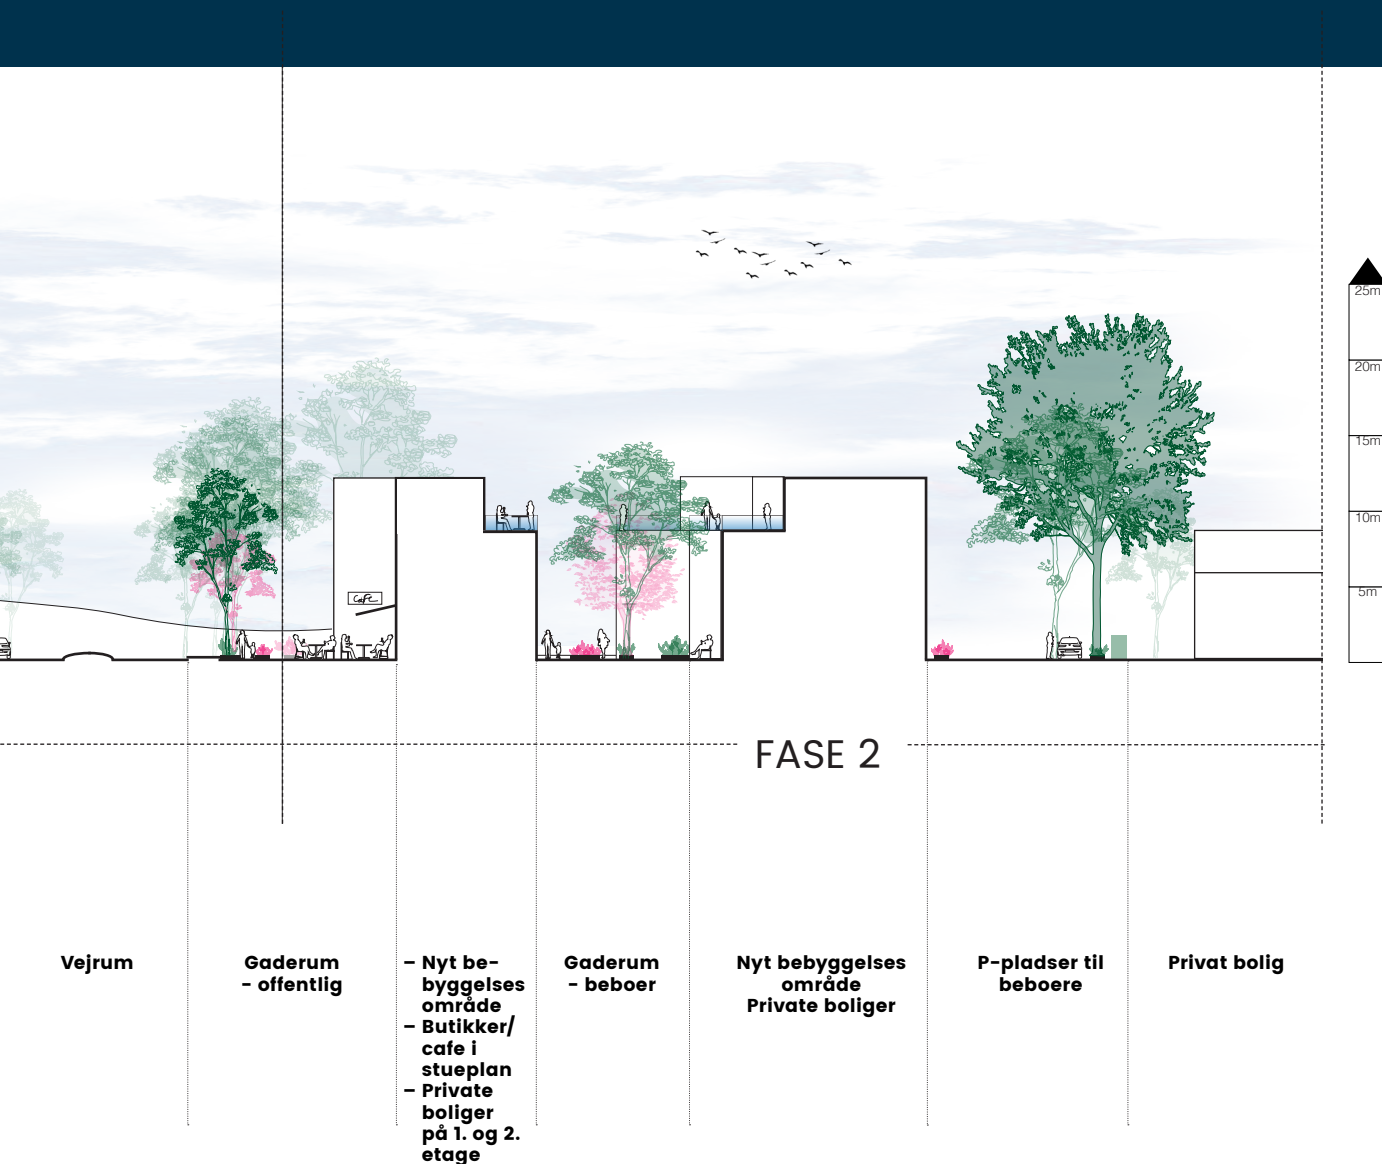 25m
20m
15m
10m
5m
Cafe
FASE 2
Vejrum
Gaderum
- offentlig
– Nyt be-
byggelses
område
– Butikker/
cafe i
stueplan
– Private
boliger
på 1. og 2.
etage
Gaderum
- beboer
Nyt bebyggelses
område
Private boliger
P-pladser til
beboere
Privat bolig